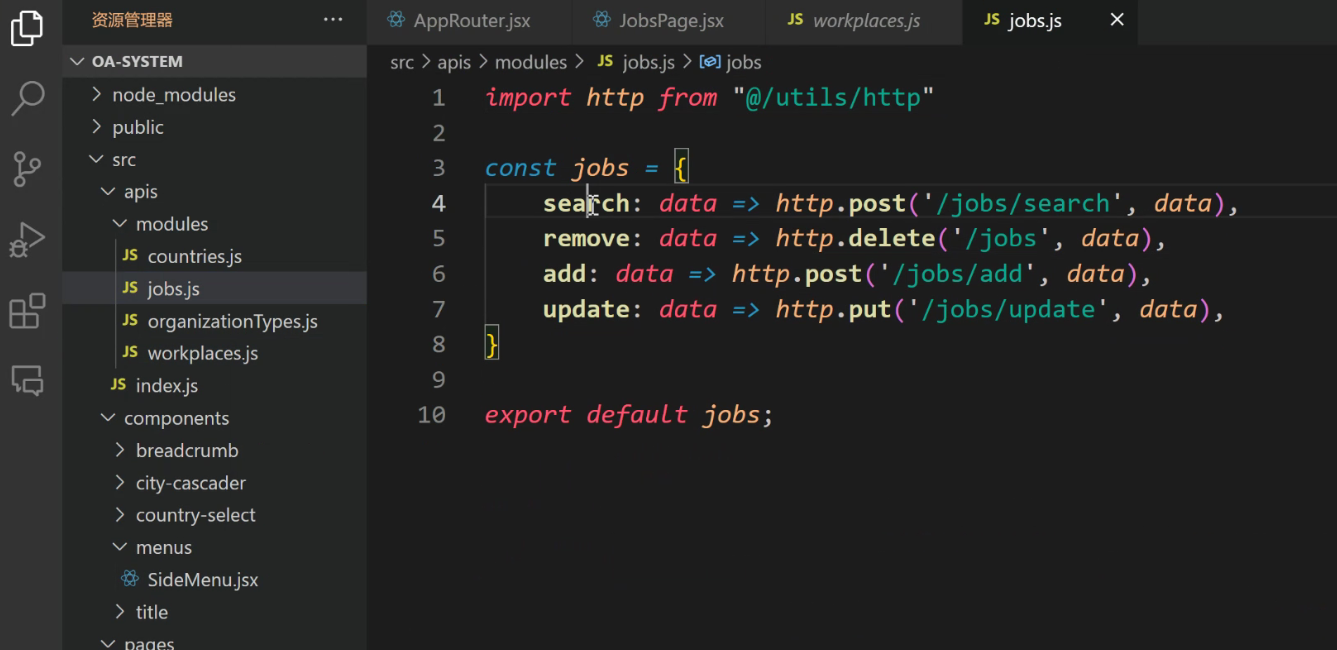 资源管理器 ···
OA-SYSTEM
node_modules
public
src
apis
modules
JS countries.js
JS jobs.js
JS organizationTypes.js
JS workplaces.js
JS index.js
components
breadcrumb
city-cascader
country-select
menus
SideMenu.jsx
title
pages
AppRouter.jsx JobsPage.jsx JS workplaces.js JS jobs.js
src > apis > modules > JS jobs.js > jobs
1 import http from "@/utils/http"
2
3 const jobs = {
4 search: data => http.post('/jobs/search', data),
5 remove: data => http.delete('/jobs', data),
6 add: data => http.post('/jobs/add', data),
7 update: data => http.put('/jobs/update', data),
8 }
9
10 export default jobs;